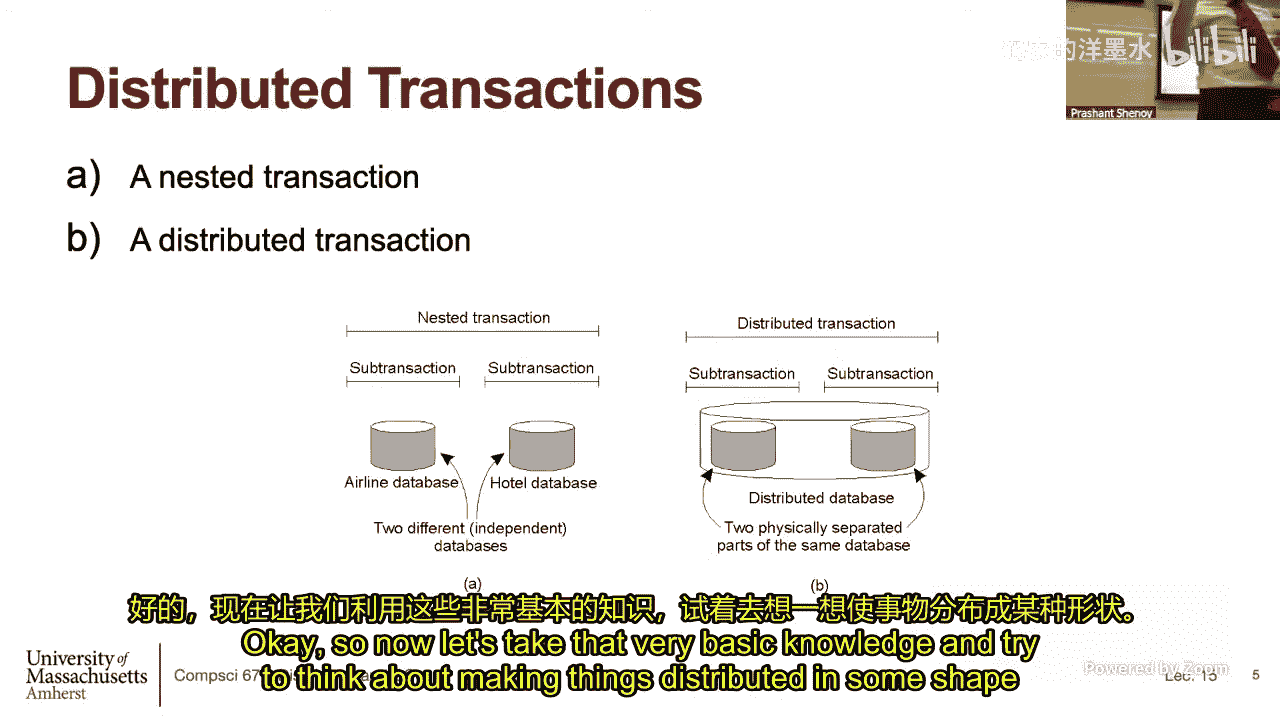 的洋墨水 bilibili
Prashant Shenoy
Distributed Transactions
a) A nested transaction
b) A distributed transaction
Nested transaction
Subtransaction Subtransaction
Airline database Hotel database
Two different (independent)
databases
(a)
Distributed transaction
Subtransaction Subtransaction
Distributed database
Two physically separated
parts of the same database
(b)
好的，现在让我们利用这些非常基本的知识，试着去想一想使事物分布成某种形状。
Okay, so now let's take that very basic knowledge and try
to think about making things distributed in some shape
University of
Massachusetts
Amherst
Compsci 67
Powered by Zoom
Lec. 15
5